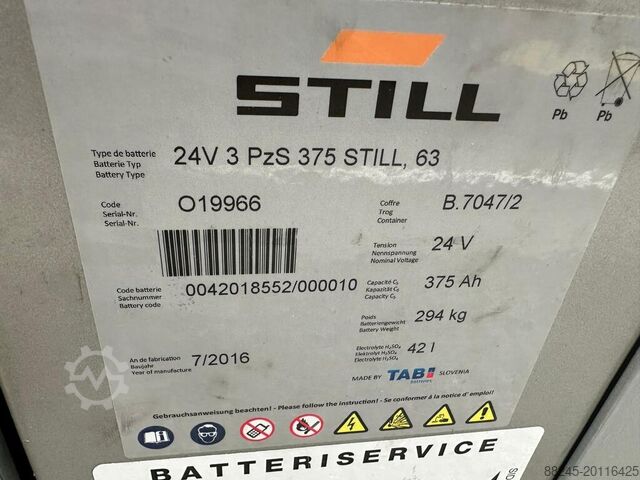 STILL
Pb Pb
Type de batterie
Batterie Typ
Battery Type
24V 3 PzS 375 STILL, 63
Code
Serial-Nr.
Serial-Nr.
O19966
Coffre
Trog
Container
B.7047/2
Tension
Nennspannung
Nominal Voltage
24 V
Code batterie
Sachnummer
Battery code
0042018552/000010
Capacité C₅
Kapazität C₅
Capacity C₅
375 Ah
Poids
Batteriengewicht
Battery Weight
294 kg
An de fabrication
Baujahr
Year of manufacture
7/2016
Electrolyte H₂SO₄
Elektrolyt H₂SO₄
Electrolyte H₂SO₄
42 l
MADE BY TAB batteries SLOVENIA
Gebrauchsanweisung beachten! - Please follow the instruction! - Se conformer à la notice d' emploi!
BATTERISERVICE
88245-20116425